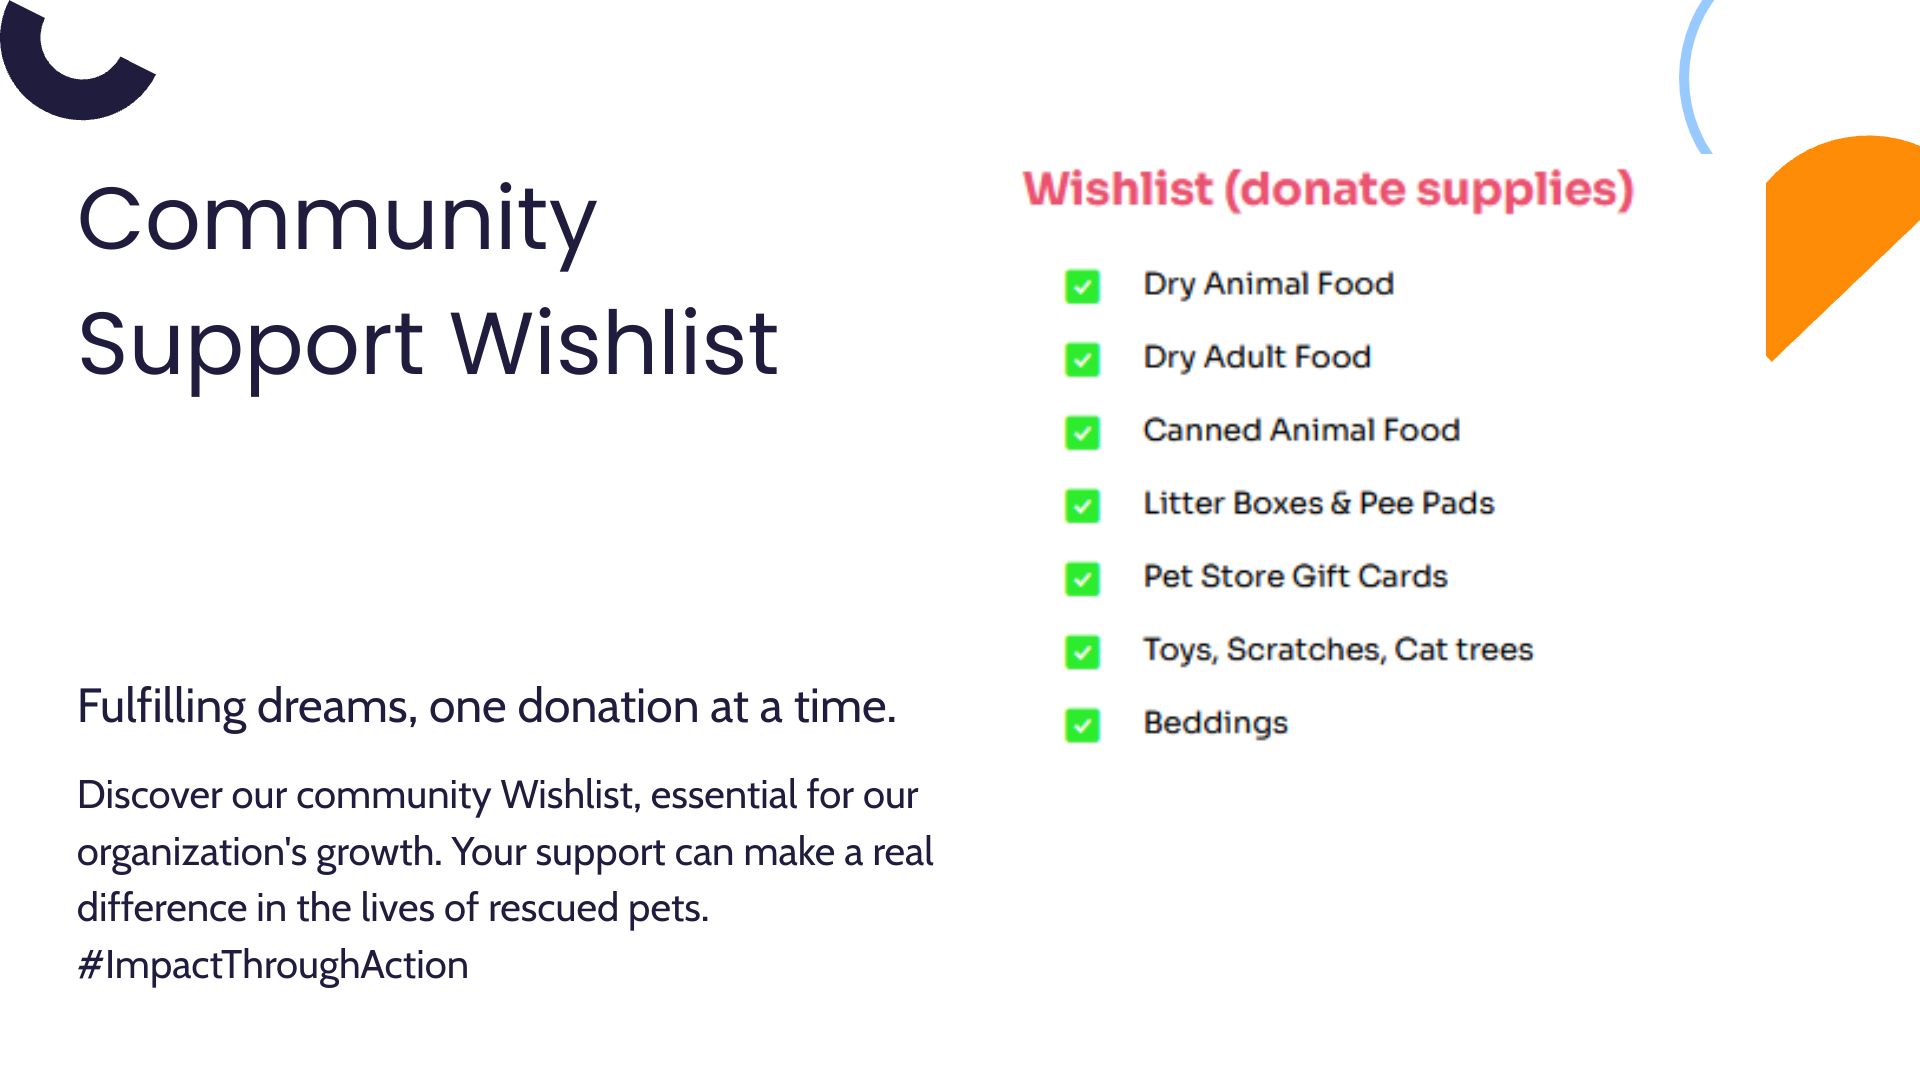 Community
Support Wishlist
Fulfilling dreams, one donation at a time.
Discover our community Wishlist, essential for our
organization's growth. Your support can make a real
difference in the lives of rescued pets.
#ImpactThroughAction
Wishlist (donate supplies)
Dry Animal Food
Dry Adult Food
Canned Animal Food
Litter Boxes & Pee Pads
Pet Store Gift Cards
Toys, Scratches, Cat trees
Beddings